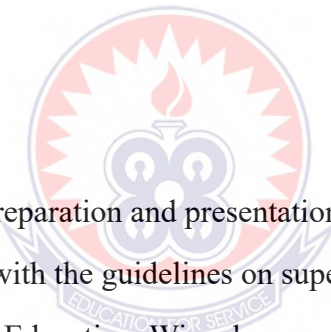 reparation and presentation
with the guidelines on supe
Education, Winneba
EDUCATION FOR SERVICE